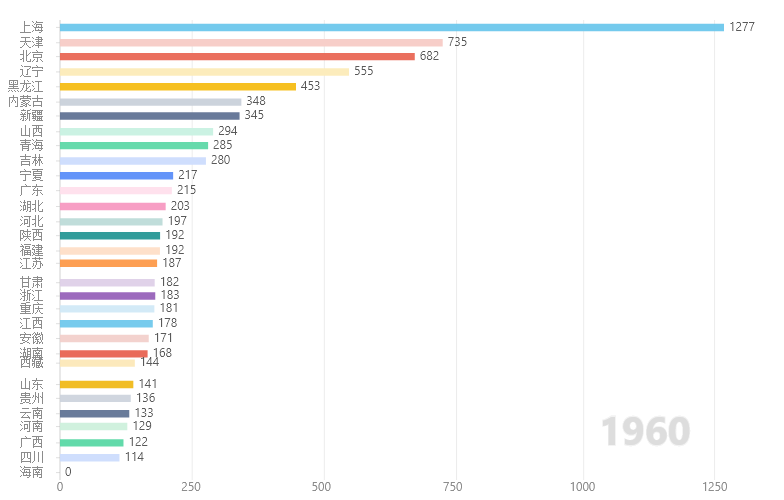 上海 1277
天津 735
北京 682
辽宁 555
黑龙江 453
内蒙古 348
新疆 345
山西 294
青海 285
吉林 280
宁夏 217
广东 215
湖北 203
河北 197
陕西 192
福建 192
江苏 187
甘肃 182
浙江 183
重庆 181
江西 178
安徽 171
湖南 168
西藏 144
山东 141
贵州 136
云南 133
河南 129
广西 122
四川 114
海南 0
1960
0 250 500 750 1000 1250